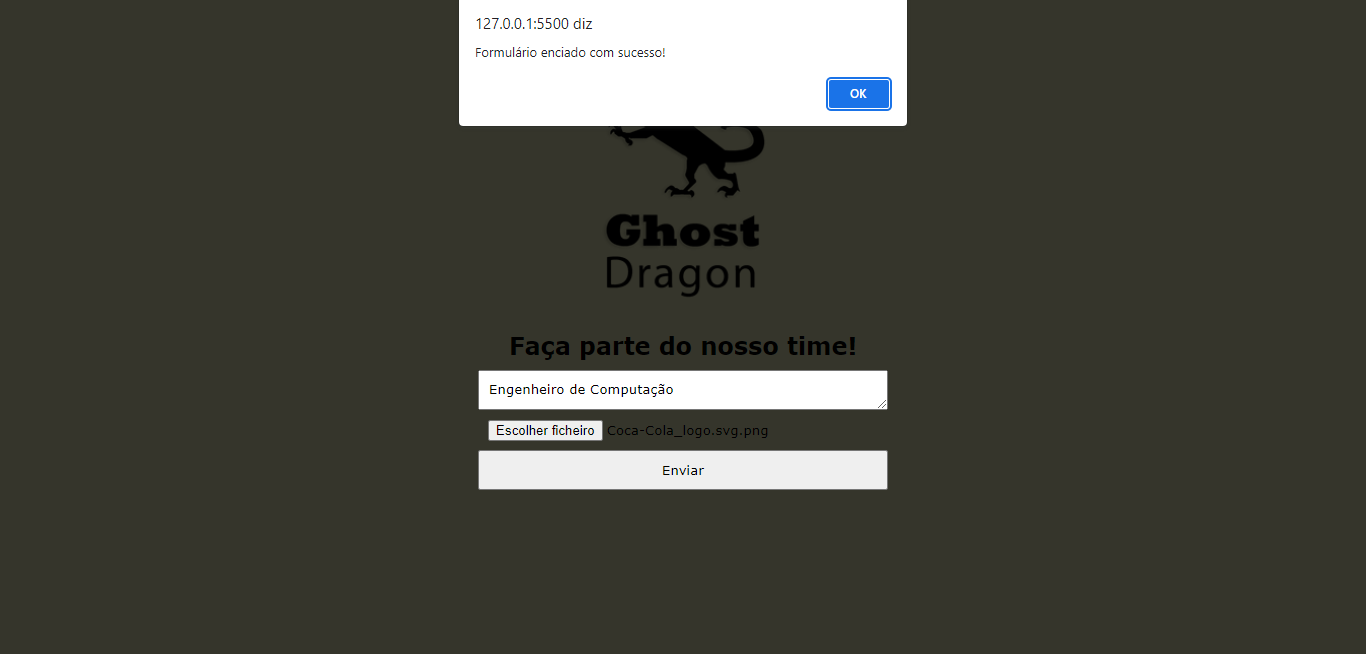 127.0.0.1:5500 diz
Formulário enciado com sucesso!
OK
Ghost
Dragon
Faça parte do nosso time!
Engenheiro de Computação
Escolher ficheiro Coca-Cola_logo.svg.png
Enviar